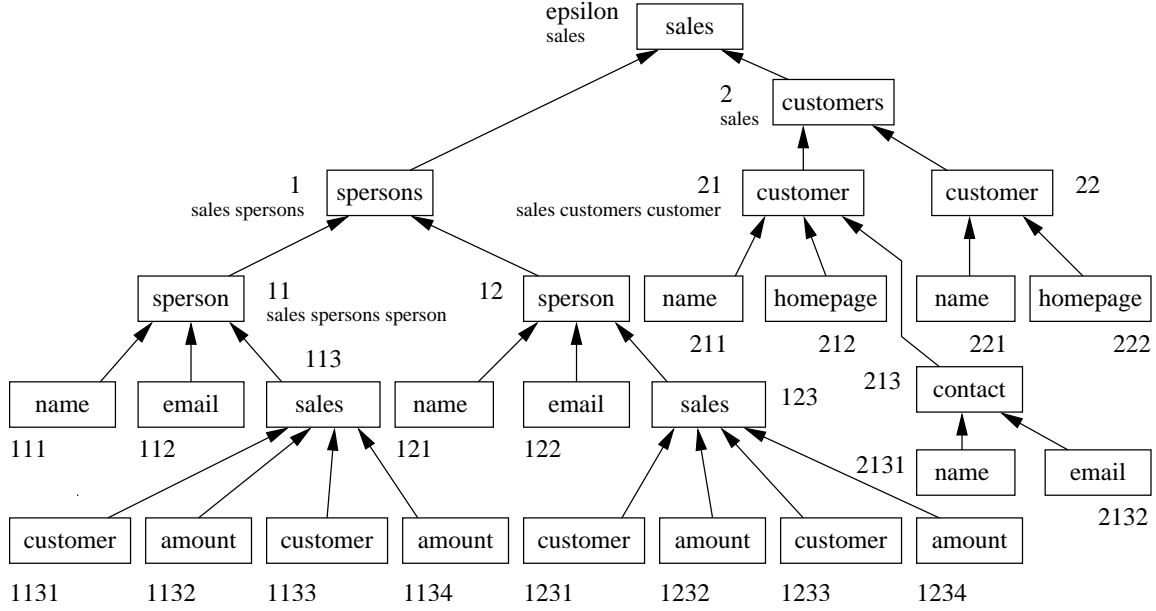 epsilon
sales
sales
2
sales
customers
1
sales spersons
spersons
21
sales customers customer
customer
customer
22
sperson
11
sales spersons sperson
12
sperson
name
homepage
name
homepage
211
212
221
222
113
name
email
sales
name
email
sales
123
213
contact
111
112
121
122
2131
name
email
2132
customer
amount
customer
amount
customer
amount
customer
amount
1131
1132
1133
1134
1231
1232
1233
1234